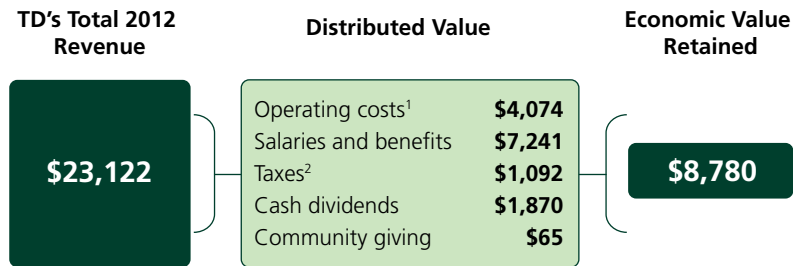 TD's Total 2012
Revenue
Distributed Value
Economic Value
Retained
$23,122
Operating costs¹ $4,074
Salaries and benefits $7,241
Taxes² $1,092
Cash dividends $1,870
Community giving $65
$8,780